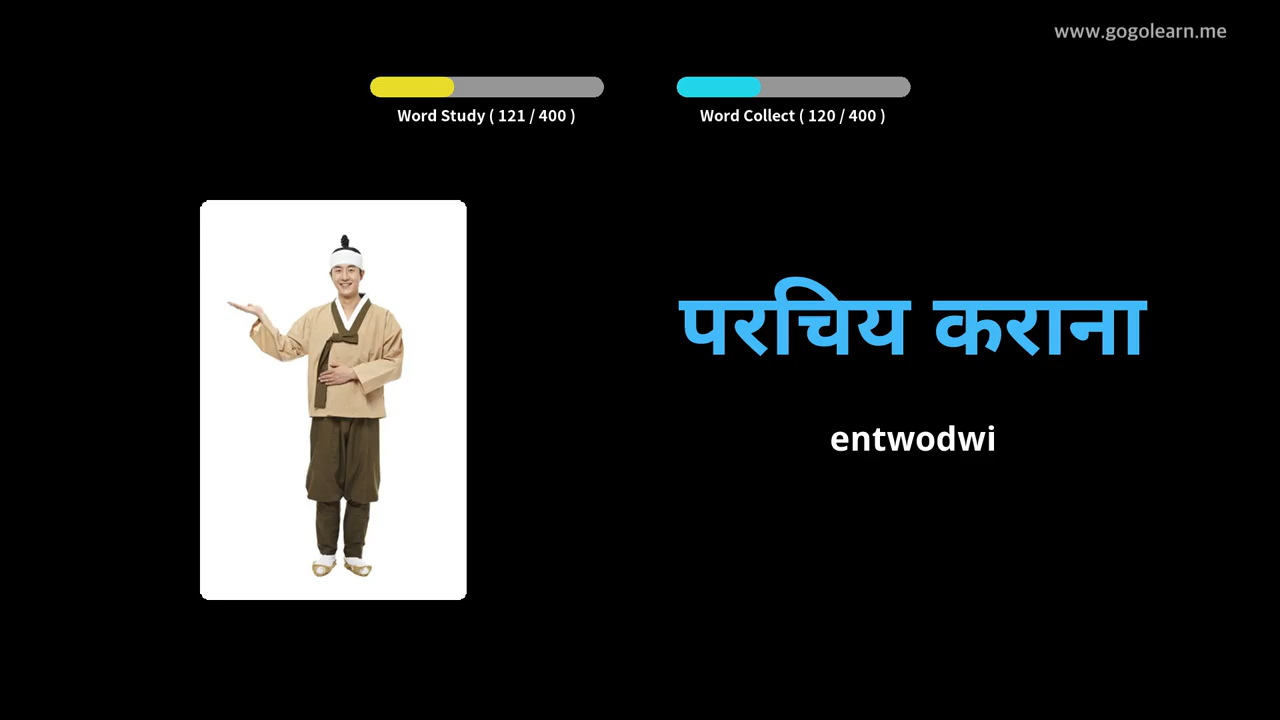 www.gogolearn.me
Word Study ( 121 / 400 )
Word Collect ( 120 / 400 )
परिचय कराना
entwodwi